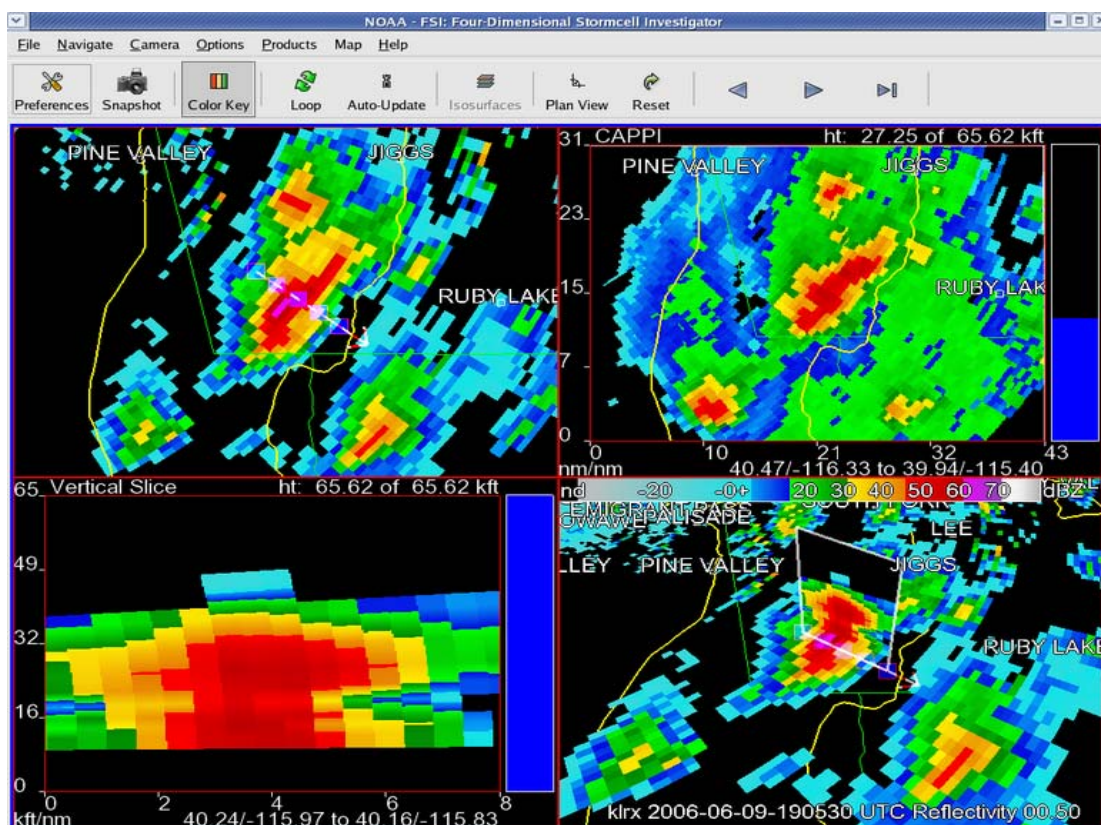 NOAA - FSI: Four-Dimensional Stormcell Investigator
File Navigate Camera Options Products Map Help
Preferences Snapshot Color Key Loop Auto-Update Isosurfaces Plan View Reset
PINE VALLEY JIGGS
RUBY LAKE
CAPPI ht: 27.25 of 65.62 kft
31
PINE VALLEY JIGGS
23
15
RUBY LAK
7
0
0 10 21 32 43
nm/nm 40.47/-116.33 to 39.94/-115.40
Vertical Slice ht: 65.62 of 65.62 kft
65
49
32
16
0
0 2 4 6 8
kft/nm 40.24/-115.97 to 40.16/-115.83
nd -20 -0+ 20 30 40 50 60 70 dBZ
EMIGRANT PASS
PALISADE
LEE
LLEY PINE VALLEY JIGGS
RUBY LAKE
klrx 2006-06-09-190530 UTC Reflectivity 00.50